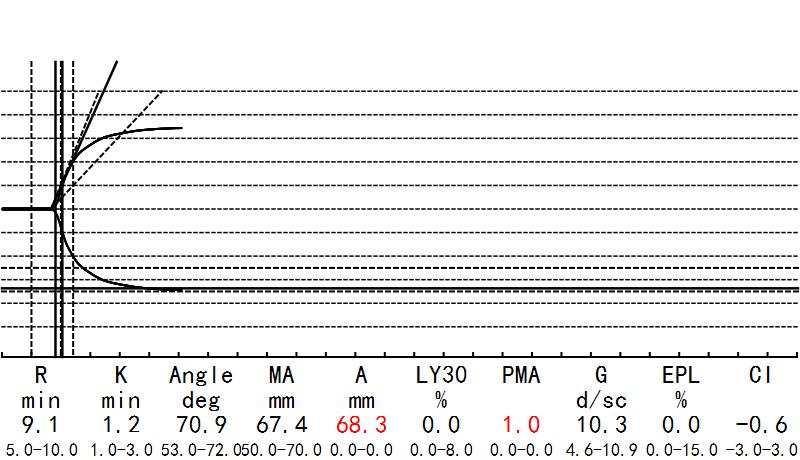 R K Angle MA A LY30 PMA G EPL CI
min min deg mm mm % d/sc %
9.1 1.2 70.9 67.4 68.3 0.0 1.0 10.3 0.0 -0.6
5.0-10.0 1.0-3.0 53.0-72.0 50.0-70.0 0.0-0.0 0.0-8.0 0.0-0.0 4.6-10.9 0.0-15.0 -3.0-3.0